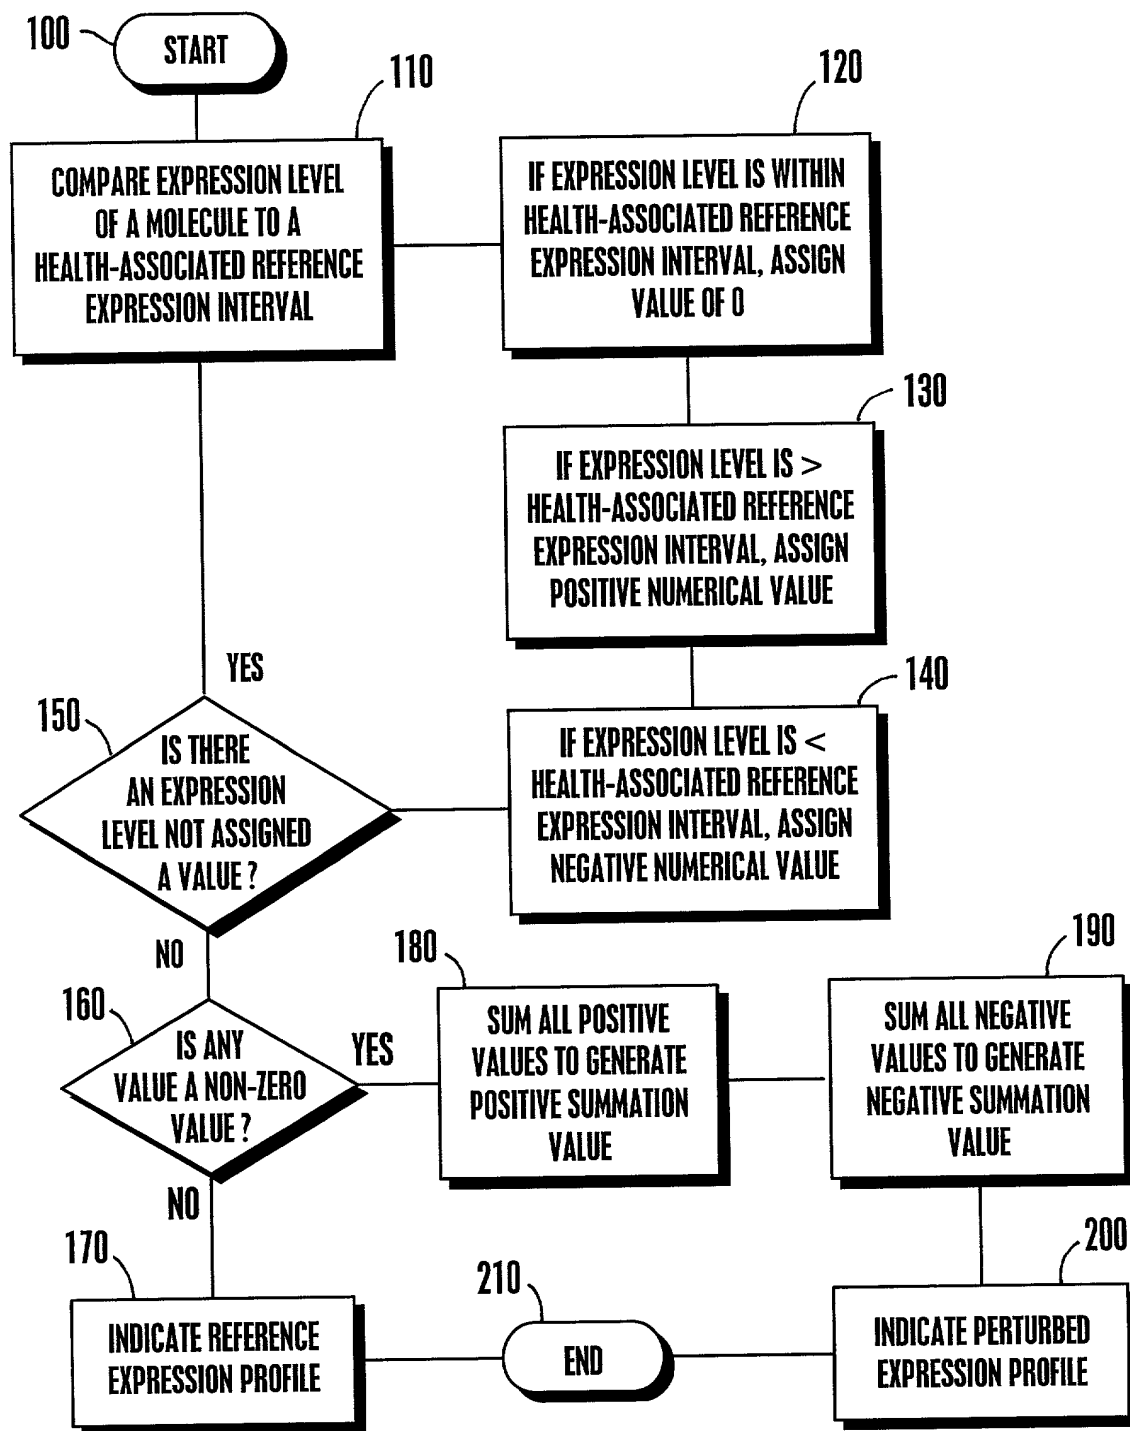 100
START
110
COMPARE EXPRESSION LEVEL
OF A MOLECULE TO A
HEALTH-ASSOCIATED REFERENCE
EXPRESSION INTERVAL
120
IF EXPRESSION LEVEL IS WITHIN
HEALTH-ASSOCIATED REFERENCE
EXPRESSION INTERVAL, ASSIGN
VALUE OF 0
130
IF EXPRESSION LEVEL IS >
HEALTH-ASSOCIATED REFERENCE
EXPRESSION INTERVAL, ASSIGN
POSITIVE NUMERICAL VALUE
140
IF EXPRESSION LEVEL IS <
HEALTH-ASSOCIATED REFERENCE
EXPRESSION INTERVAL, ASSIGN
NEGATIVE NUMERICAL VALUE
YES
150
IS THERE
AN EXPRESSION
LEVEL NOT ASSIGNED
A VALUE ?
NO
160
IS ANY
VALUE A NON-ZERO
VALUE ?
YES
180
SUM ALL POSITIVE
VALUES TO GENERATE
POSITIVE SUMMATION
VALUE
190
SUM ALL NEGATIVE
VALUES TO GENERATE
NEGATIVE SUMMATION
VALUE
NO
170
INDICATE REFERENCE
EXPRESSION PROFILE
210
END
200
INDICATE PERTURBED
EXPRESSION PROFILE